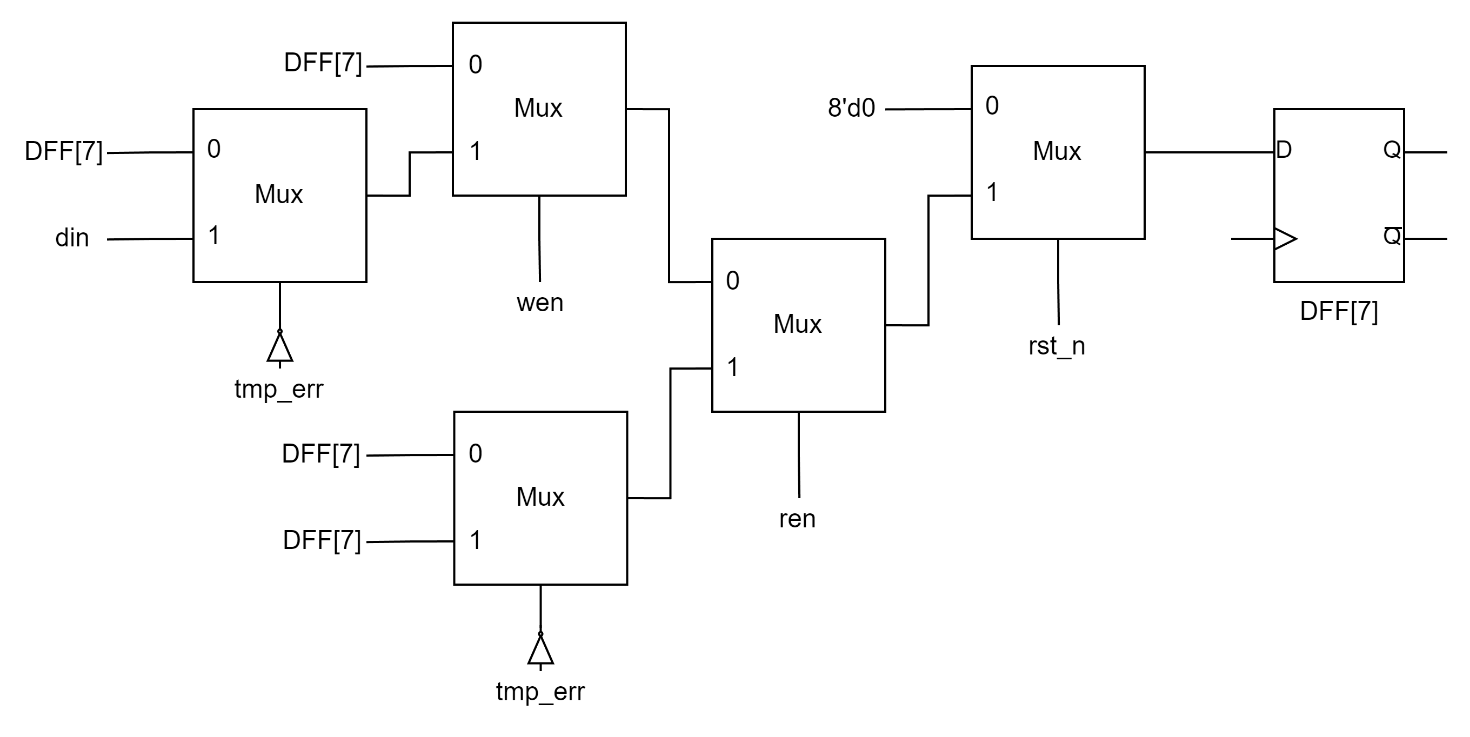 DFF[7]
0
Mux
1
wen
DFF[7]
0
Mux
din
1
tmp_err
8'd0
0
Mux
1
rst_n
D
Q
Q̅
DFF[7]
0
Mux
1
ren
DFF[7]
0
Mux
DFF[7]
1
tmp_err